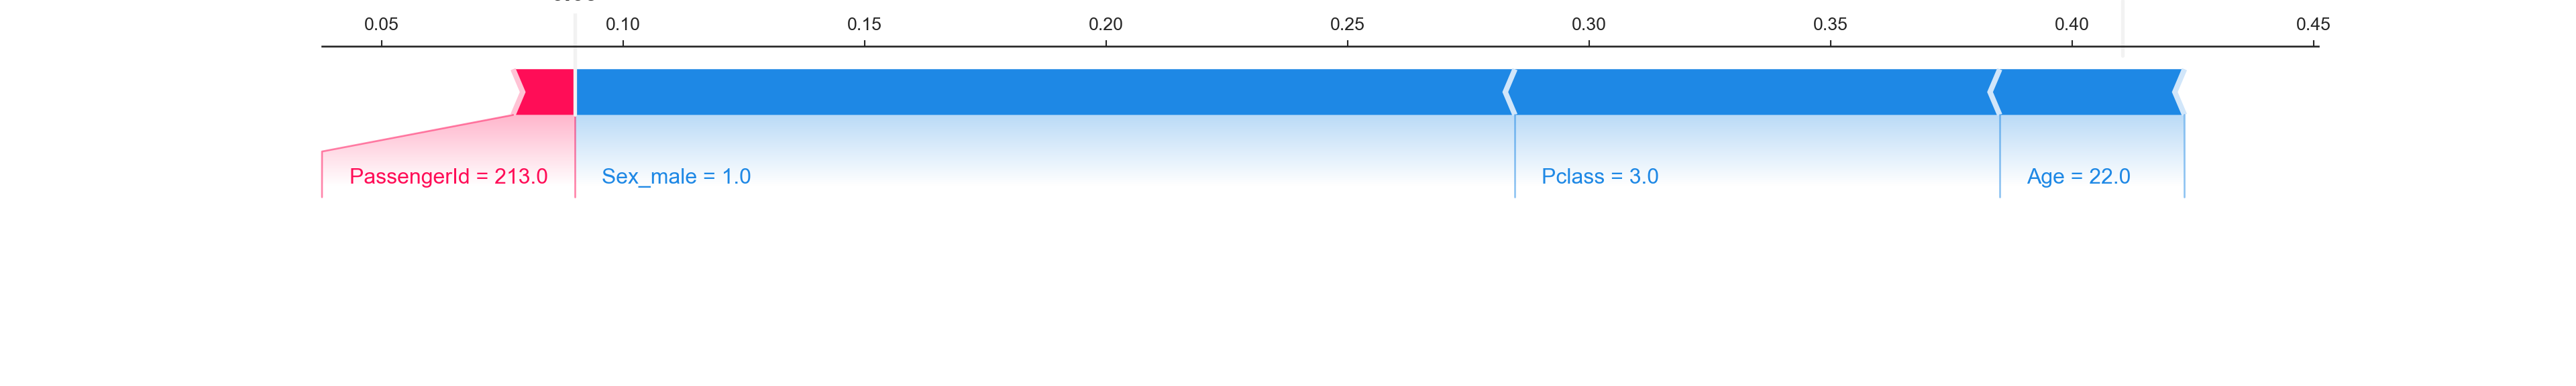 0.05 0.10 0.15 0.20 0.25 0.30 0.35 0.40 0.45
PassengerId = 213.0 Sex_male = 1.0 Pclass = 3.0 Age = 22.0